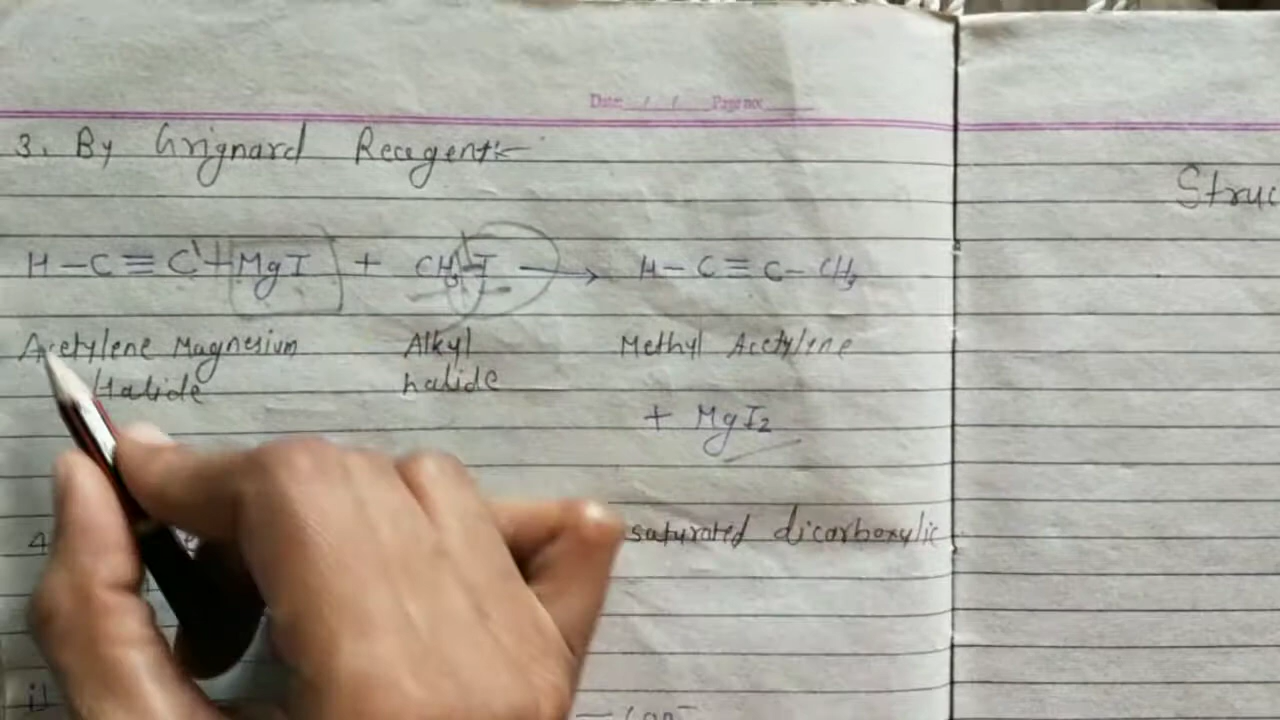 Date: / / Page no:
3. By Grignard Reagent:-
Struc
H - C ≡ C - MgI + CH3 - I → H - C ≡ C - CH3
Acetylene Magnesium Alkyl Methyl Acetylene
Halide halide
+ MgI2
4 saturated dicarboxylic
i)